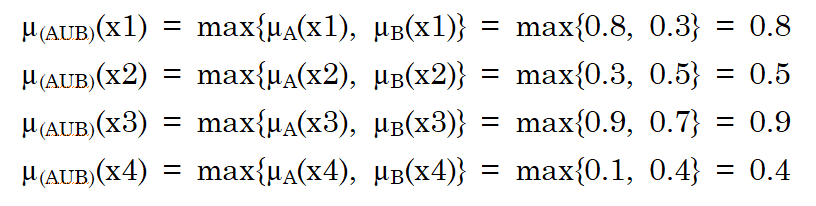 μ(AUB)(x1) = max{μA(x1), μB(x1)} = max{0.8, 0.3} = 0.8
μ(AUB)(x2) = max{μA(x2), μB(x2)} = max{0.3, 0.5} = 0.5
μ(AUB)(x3) = max{μA(x3), μB(x3)} = max{0.9, 0.7} = 0.9
μ(AUB)(x4) = max{μA(x4), μB(x4)} = max{0.1, 0.4} = 0.4